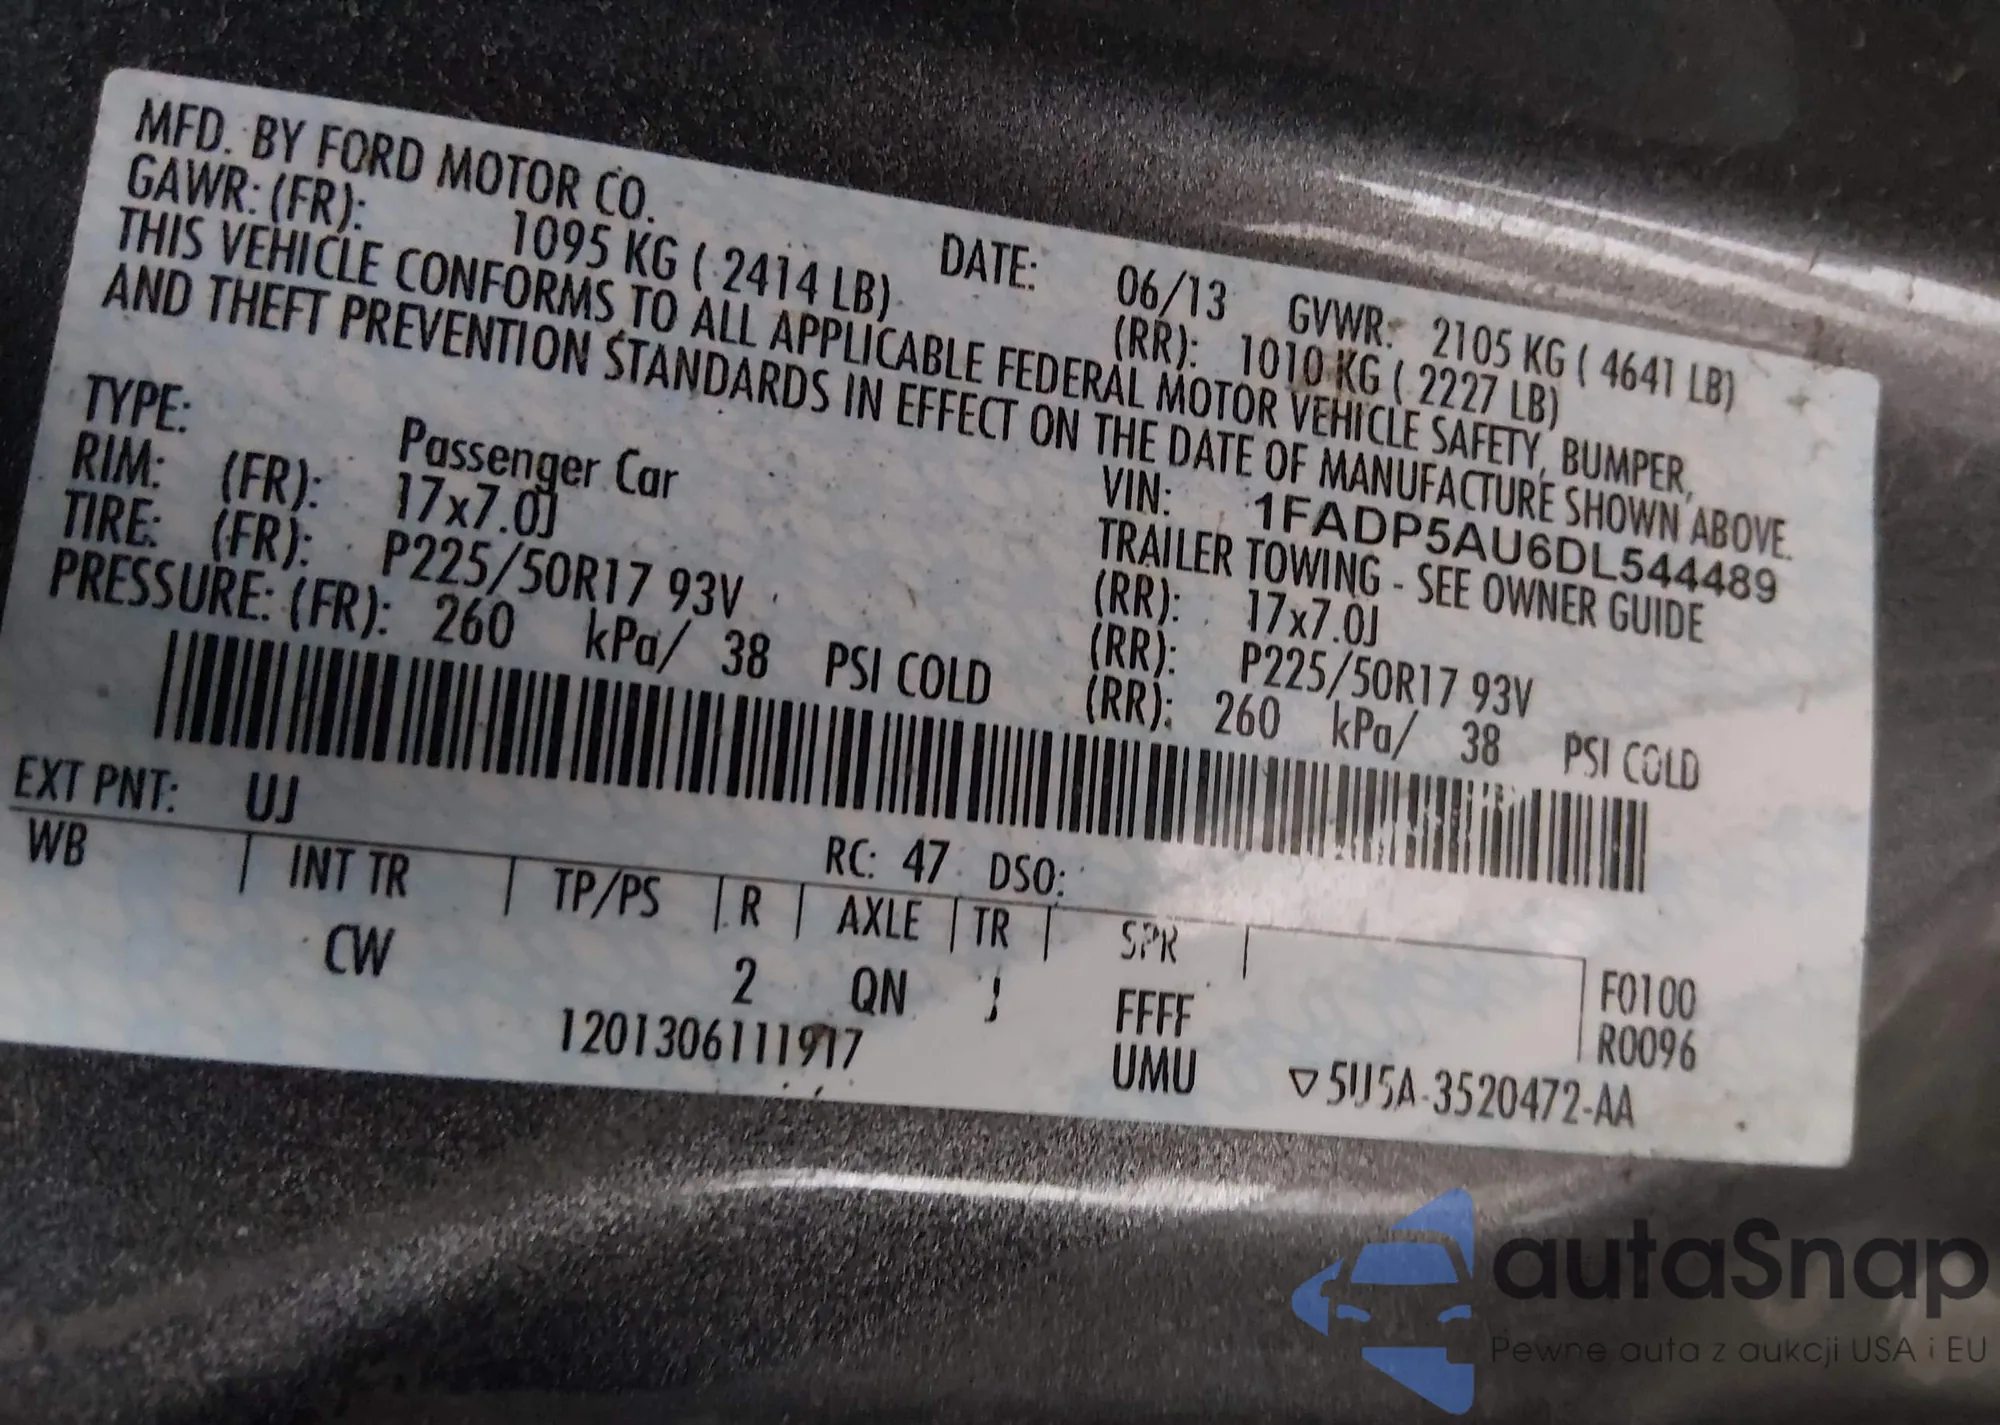 MFD. BY FORD MOTOR CO.
DATE: 06/13 GVWR: 2105 KG ( 4641 LB)
GAWR: (FR): 1095 KG ( 2414 LB) (RR): 1010 KG ( 2227 LB)
THIS VEHICLE CONFORMS TO ALL APPLICABLE FEDERAL MOTOR VEHICLE SAFETY, BUMPER,
AND THEFT PREVENTION STANDARDS IN EFFECT ON THE DATE OF MANUFACTURE SHOWN ABOVE.
VIN: 1FADP5AU6DL544489
TYPE: Passenger Car TRAILER TOWING - SEE OWNER GUIDE
RIM: (FR): 17x7.0J (RR): 17x7.0J
TIRE: (FR): P225/50R17 93V (RR): P225/50R17 93V
PRESSURE: (FR): 260 kPa/ 38 PSI COLD (RR): 260 kPa/ 38 PSI COLD
EXT PNT: UJ RC: 47 DSO:
WB INT TR TP/PS R AXLE TR SPR
CW 2 QN FFFF F0100
1201306111917 UMU R0096
▽5U5A-3520472-AA
autaSnap
Pewne auta z aukcji USA i EU